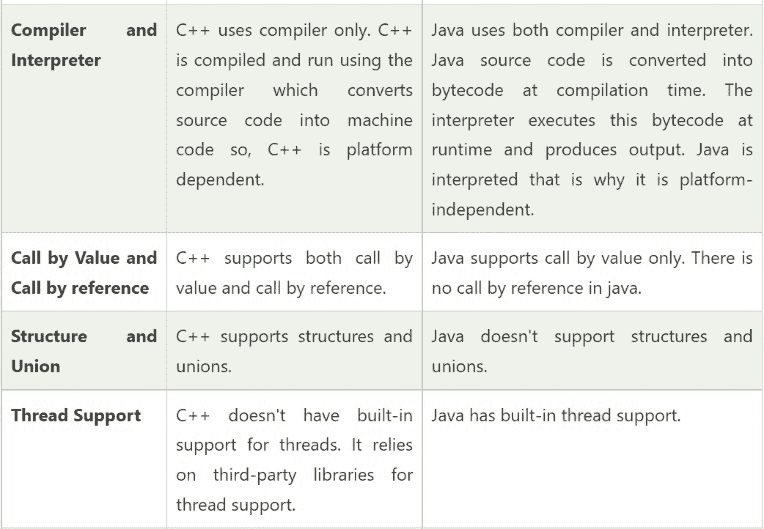 Compiler and
Interpreter
C++ uses compiler only. C++
is compiled and run using the
compiler which converts
source code into machine
code so, C++ is platform
dependent.
Java uses both compiler and interpreter.
Java source code is converted into
bytecode at compilation time. The
interpreter executes this bytecode at
runtime and produces output. Java is
interpreted that is why it is platform-
independent.
Call by Value and
Call by reference
C++ supports both call by
value and call by reference.
Java supports call by value only. There is
no call by reference in java.
Structure and
Union
C++ supports structures and
unions.
Java doesn't support structures and
unions.
Thread Support
C++ doesn't have built-in
support for threads. It relies
on third-party libraries for
thread support.
Java has built-in thread support.